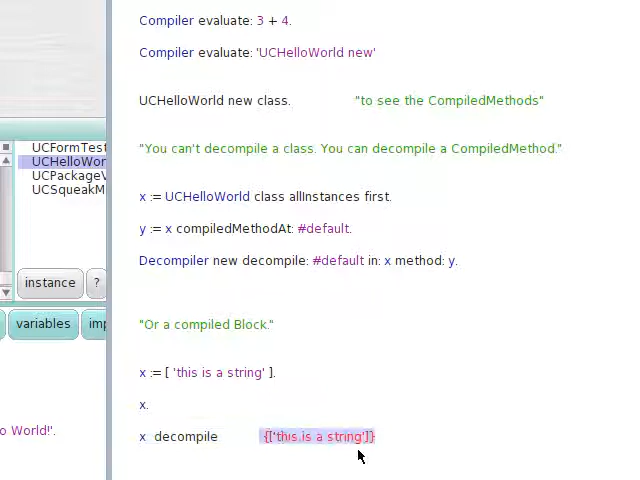 Compiler evaluate: 3 + 4.
Compiler evaluate: 'UCHelloWorld new'
UCHelloWorld new class. "to see the CompiledMethods"
"You can't decompile a class. You can decompile a CompiledMethod."
x := UCHelloWorld class allInstances first.
y := x compiledMethodAt: #default.
Decompiler new decompile: #default in: x method: y.
"Or a compiled Block."
x := [ 'this is a string' ].
x.
x decompile {['this is a string']}
UCFormTest
UCHelloWor
UCPackageV
UCSqueakM
instance ?
variables imp
o World!'.